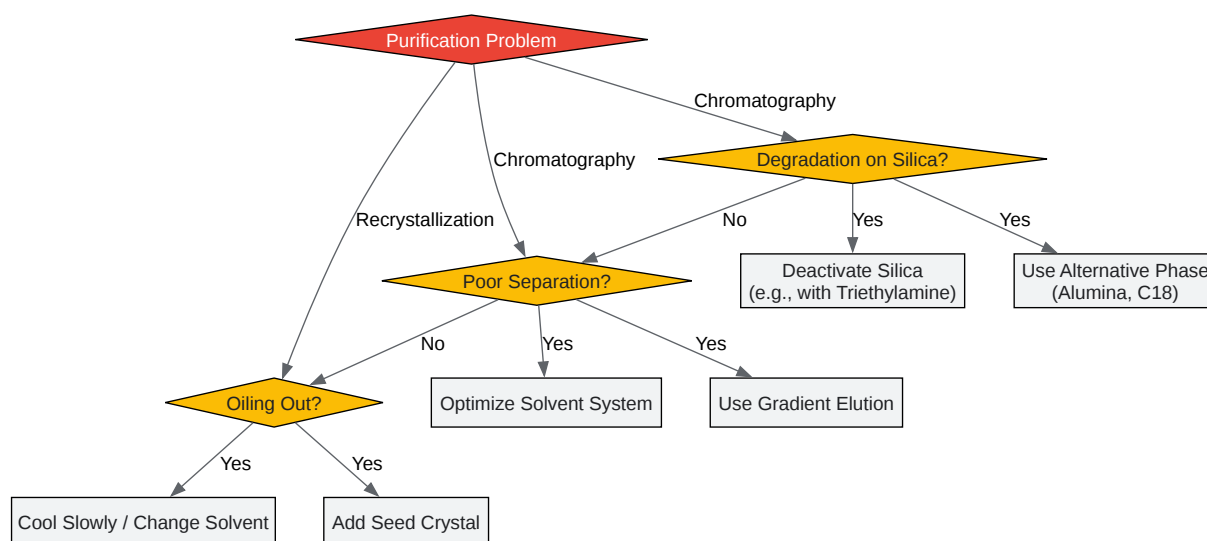 Purification Problem
Chromatography
Degradation on Silica?
Chromatography
Recrystallization
No
Yes
Yes
Poor Separation?
Deactivate Silica
(e.g., with Triethylamine)
Use Alternative Phase
(Alumina, C18)
No
Yes
Yes
Oiling Out?
Optimize Solvent System
Use Gradient Elution
Yes
Yes
Cool Slowly / Change Solvent
Add Seed Crystal